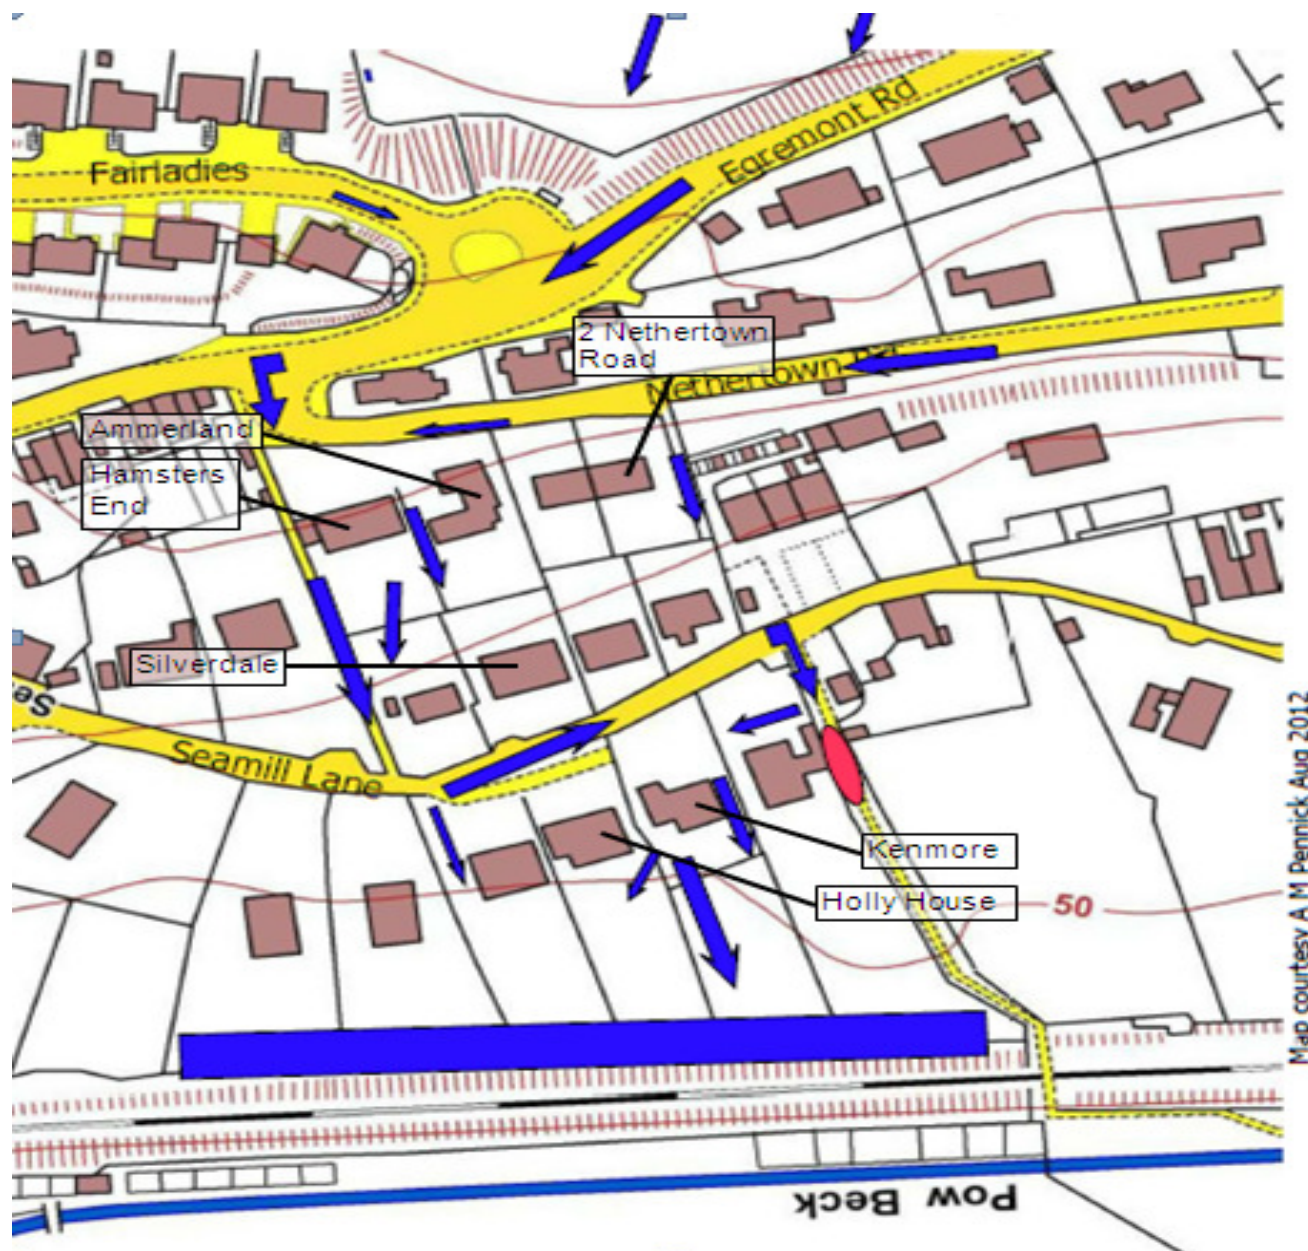 Egremont Rd
Fairladies
2 Nethertown
Road
Nethertown Rd
Ammerland
Hamsters
End
Silverdale
Se
Seamill Lane
Kenmore
Holly House
50
Pow Beck
Map courtesy A M Pennick Aug 2012